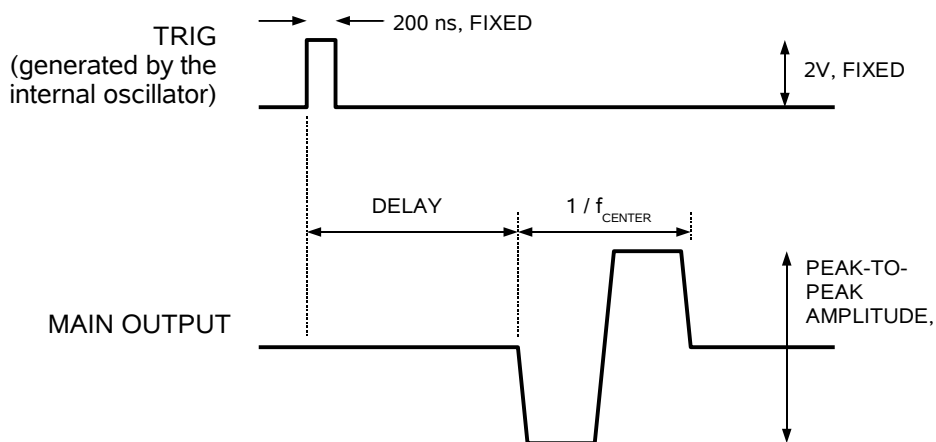 200 ns, FIXED
TRIG
(generated by the
internal oscillator)
2V, FIXED
DELAY
1 / f CENTER
MAIN OUTPUT
PEAK-TO-
PEAK
AMPLITUDE,